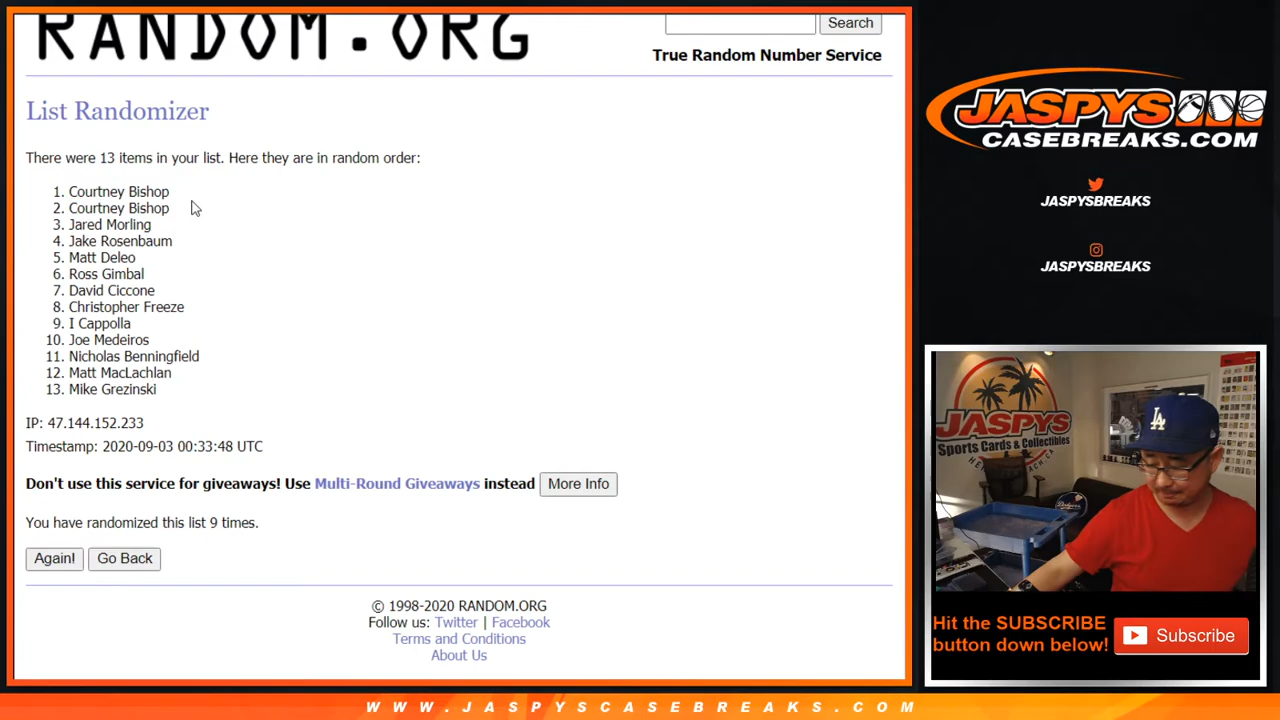 RANDOM.ORG
Search
True Random Number Service
List Randomizer
There were 13 items in your list. Here they are in random order:
1. Courtney Bishop
2. Courtney Bishop
3. Jared Morling
4. Jake Rosenbaum
5. Matt Deleo
6. Ross Gimbal
7. David Ciccone
8. Christopher Freeze
9. I Cappolla
10. Joe Medeiros
11. Nicholas Benningfield
12. Matt MacLachlan
13. Mike Grezinski
IP: 47.144.152.233
Timestamp: 2020-09-03 00:33:48 UTC
Don't use this service for giveaways! Use Multi-Round Giveaways instead More Info
You have randomized this list 9 times.
Again! Go Back
© 1998-2020 RANDOM.ORG
Follow us: Twitter | Facebook
Terms and Conditions
About Us
JASPYS
CASEBREAKS.COM
JASPYSBREAKS
JASPYSBREAKS
JASPYS
Sports Cards & Collectibles
Dodgers
LA
Hit the SUBSCRIBE
button down below!
Subscribe
WWW.JASPYSCASEBREAKS.COM